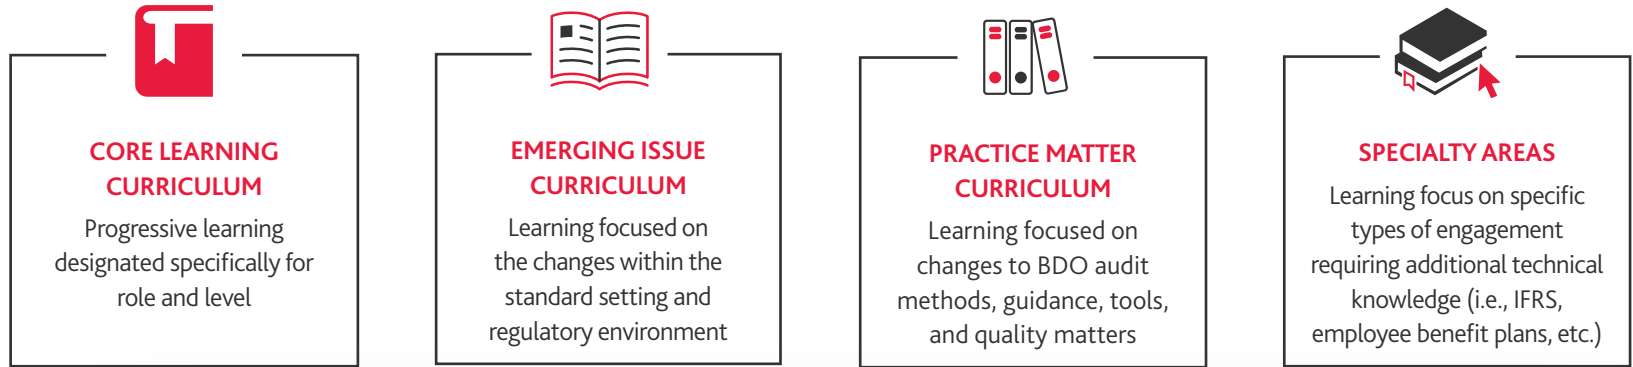 CORE LEARNING
CURRICULUM
Progressive learning
designated specifically for
role and level
EMERGING ISSUE
CURRICULUM
Learning focused on
the changes within the
standard setting and
regulatory environment
PRACTICE MATTER
CURRICULUM
Learning focused on
changes to BDO audit
methods, guidance, tools,
and quality matters
SPECIALTY AREAS
Learning focus on specific
types of engagement
requiring additional technical
knowledge (i.e., IFRS,
employee benefit plans, etc.)